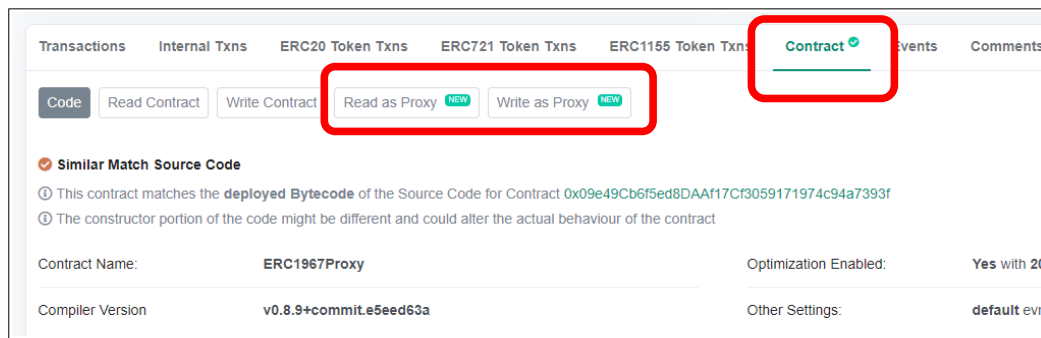 Transactions Internal Txns ERC20 Token Txns ERC721 Token Txns ERC1155 Token Txns Contract Events Comments
Code Read Contract Write Contract Read as Proxy NEW Write as Proxy NEW
Similar Match Source Code
This contract matches the deployed Bytecode of the Source Code for Contract 0x09e49Cb6f5ed8DAAf17Cf3059171974c94a7393f
The constructor portion of the code might be different and could alter the actual behaviour of the contract
Contract Name: ERC1967Proxy Optimization Enabled: Yes with 20
Compiler Version v0.8.9+commit.e5eed63a Other Settings: default evm